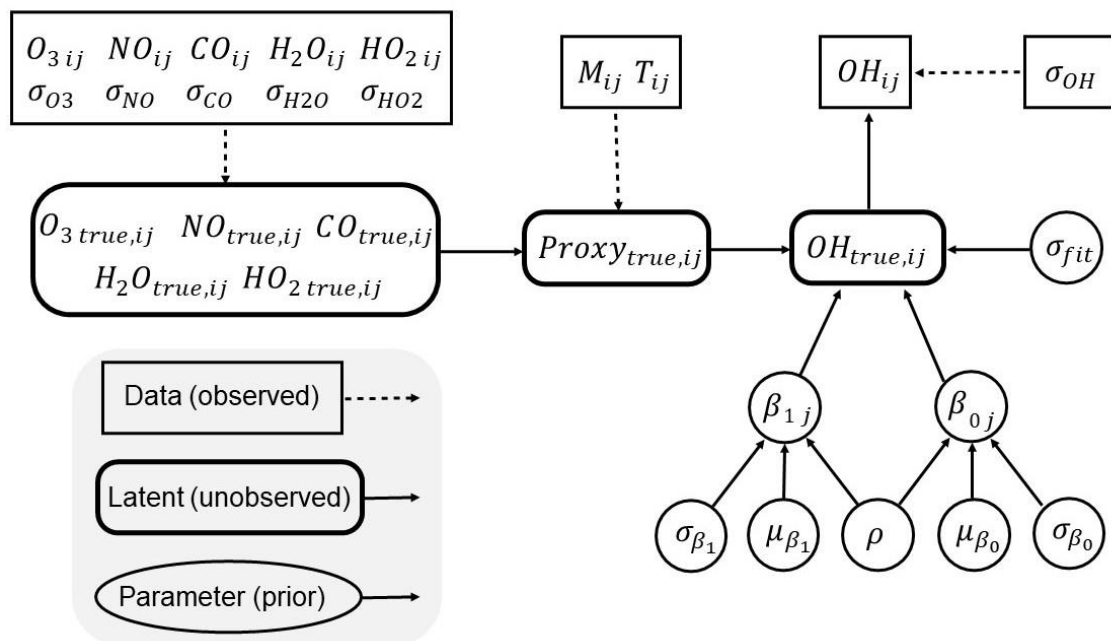 O₃ ij NOij COij H₂Oij HO₂ ij
σO3 σNO σCO σH2O σHO2
Mij Tij
OHij
σOH
O₃ true,ij NOtrue,ij COtrue,ij
H₂Otrue,ij HO₂ true,ij
Proxytrue,ij
OHtrue,ij
σfit
Data (observed)
Latent (unobserved)
Parameter (prior)
β₁ j
β₀ j
σβ₁
μβ₁
ρ
μβ₀
σβ₀